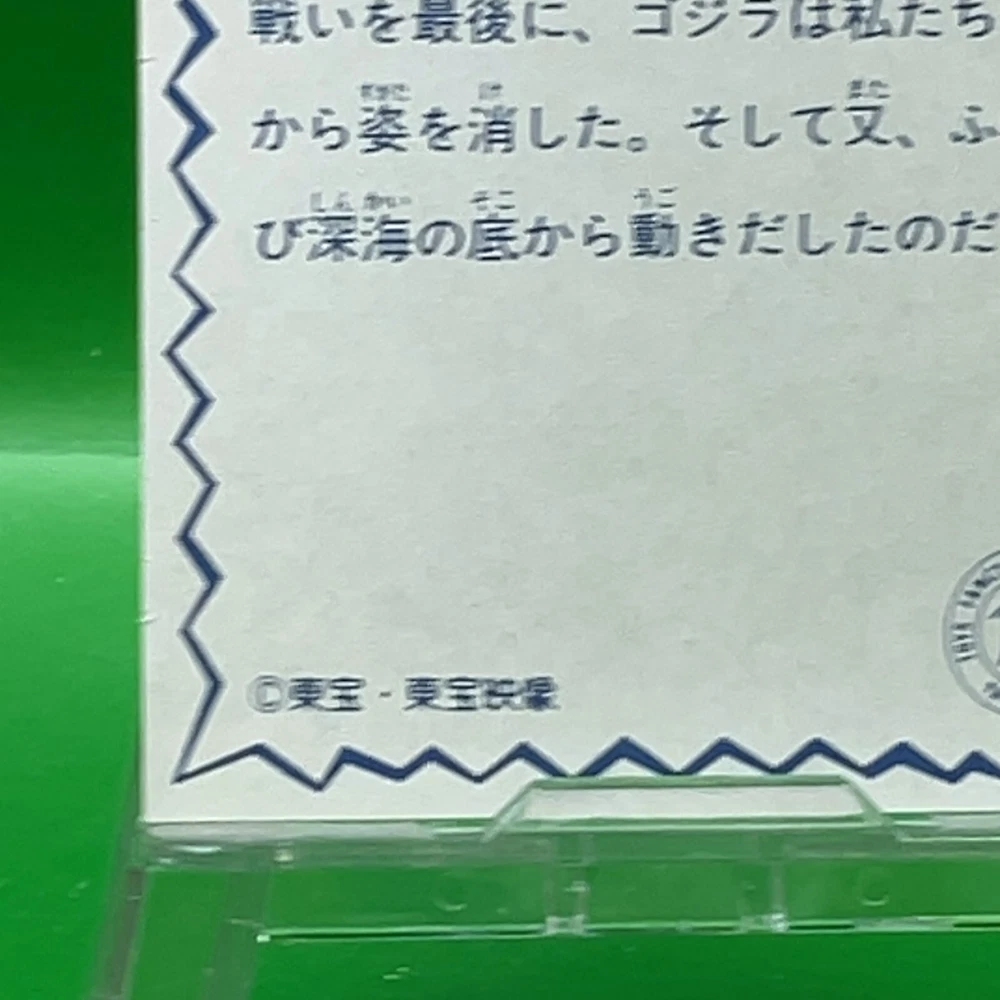 戦いを最後に、ゴジラは私たち
から姿を消した。そして又、ふ
び深海の底から動きだしたのだ
©東宝・東宝映像